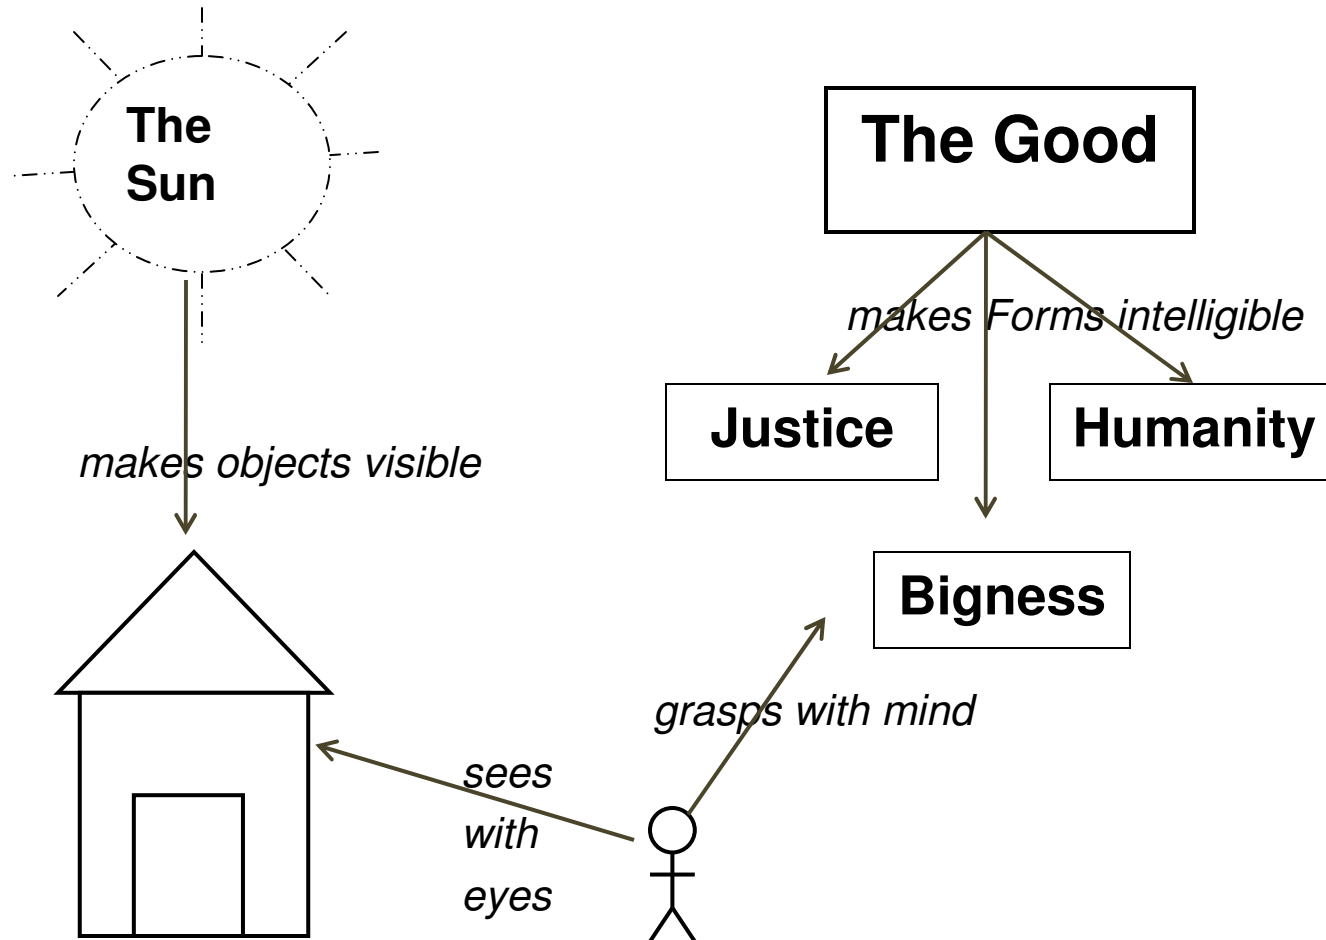 The
Sun
The Good
makes Forms intelligible
Justice
Humanity
makes objects visible
Bigness
grasps with mind
sees
with
eyes